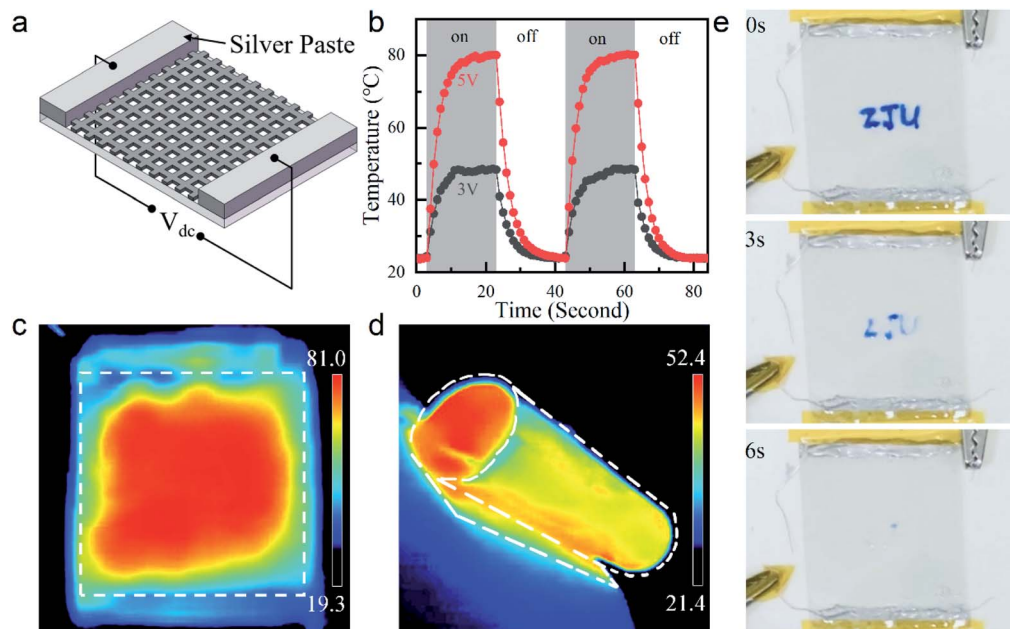 a
Silver Paste
V dc
b
on off on off
5V
3V
80
60
40
20
Temperature (°C)
0 20 40 60 80
Time (Second)
c
81.0
19.3
d
52.4
21.4
e
0s
ZJU
3s
ZJU
6s